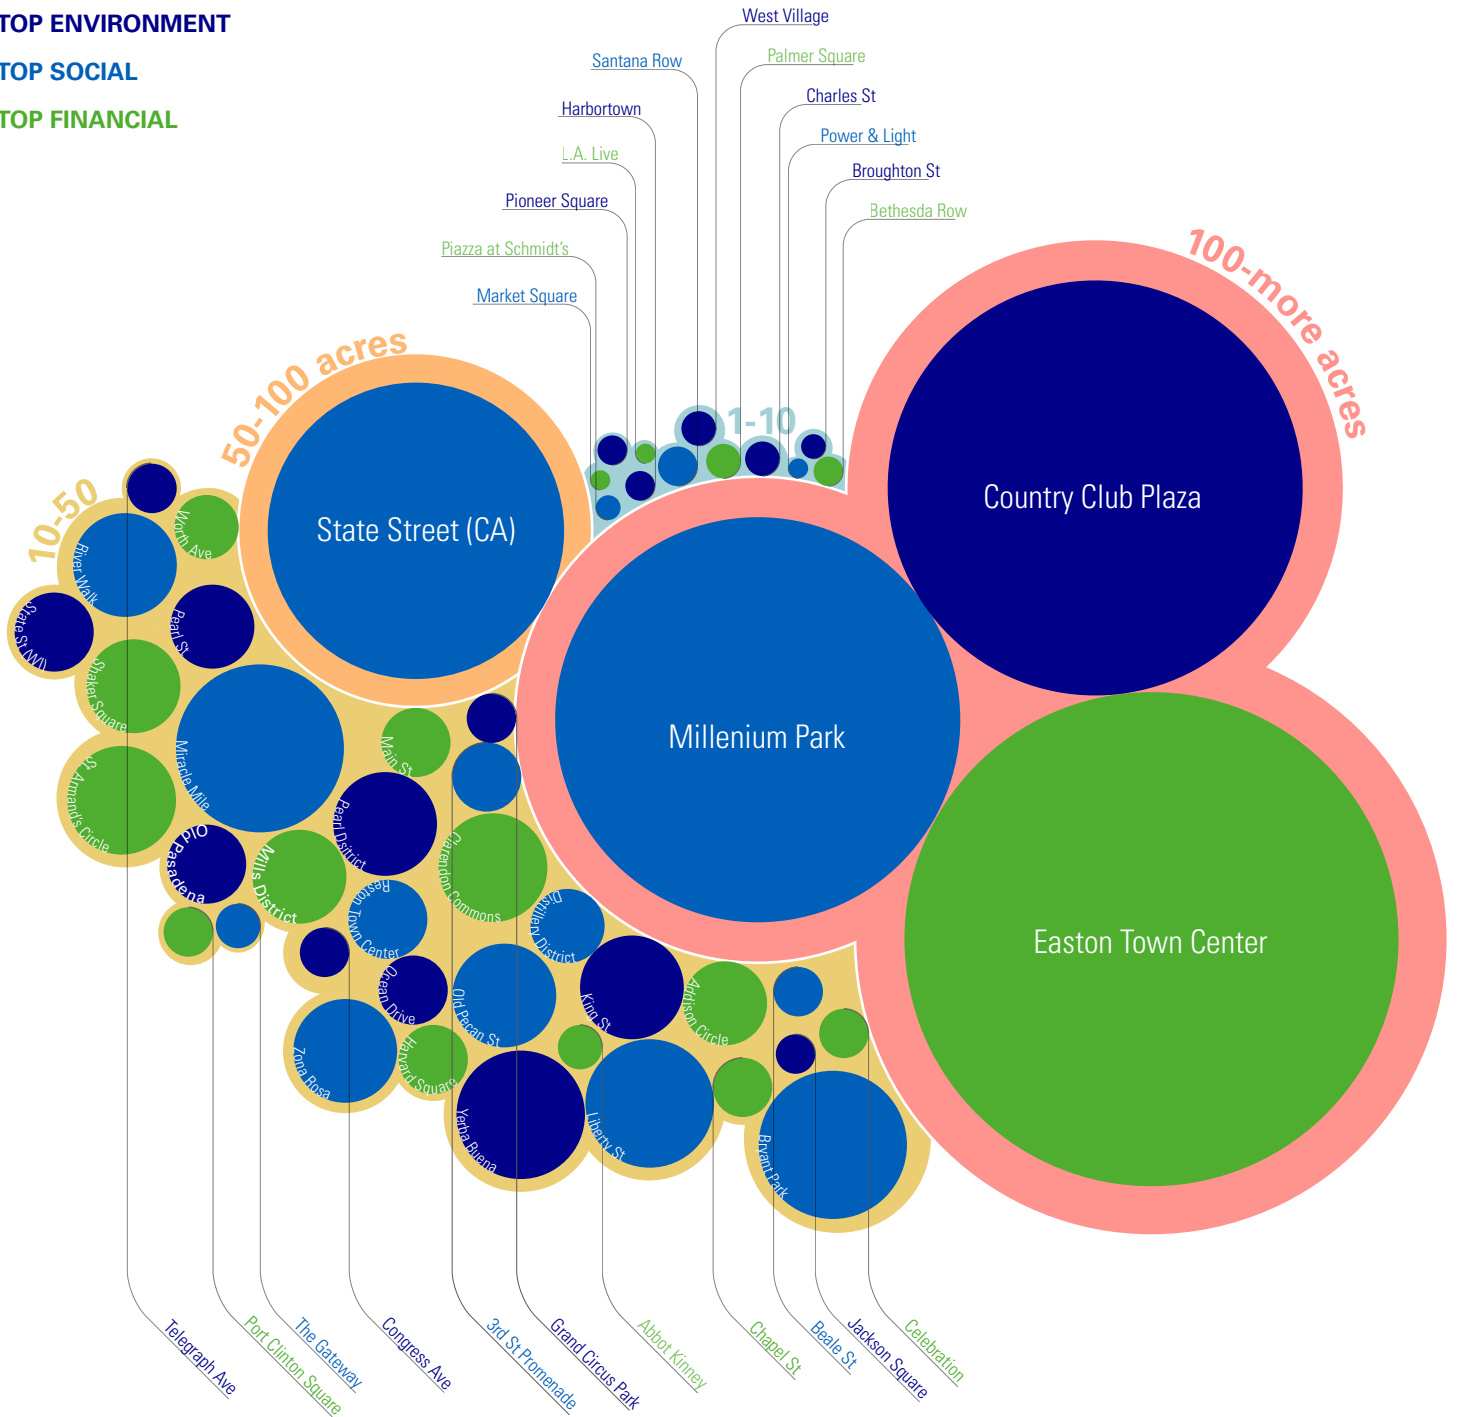 TOP ENVIRONMENT
TOP SOCIAL
TOP FINANCIAL
West Village
Santana Row
Palmer Square
Harbortown
Charles St
L.A. Live
Power & Light
Pioneer Square
Broughton St
Piazza at Schmidt's
Bethesda Row
Market Square
100-more acres
50-100 acres
1-10
10-50
State Street (CA)
Country Club Plaza
Millenium Park
Easton Town Center
Worth Ave
River Walk
State St (WI)
Pearl St
Shaker Square
Miracle Mile
St. Armand's Circle
Main St
Pearl Dsitrict
Old Pasadena
Mills District
Clarendon Commons
Reston Town Center
Distillery District
Ocean Drive
Old Pecan St
King St
Addison Circle
Zona Rosa
Harvard Square
Yerba Buena
Liberty St
Bryant Park
Telegraph Ave
Port Clinton Square
The Gateway
Congress Ave
3rd St Promenade
Grand Circus Park
Abbot Kinney
Chapel St
Beale St
Jackson Square
Celebration